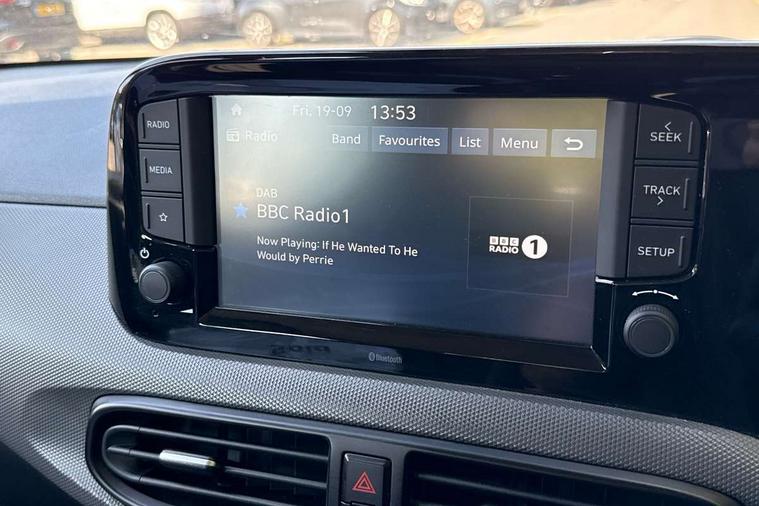 Fri. 19-09 13:53
Radio Band Favourites List Menu
DAB
BBC Radio1
Now Playing: If He Wanted To He
Would by Perrie
BBC
RADIO 1
RADIO
MEDIA
SEEK
TRACK
SETUP
Bluetooth